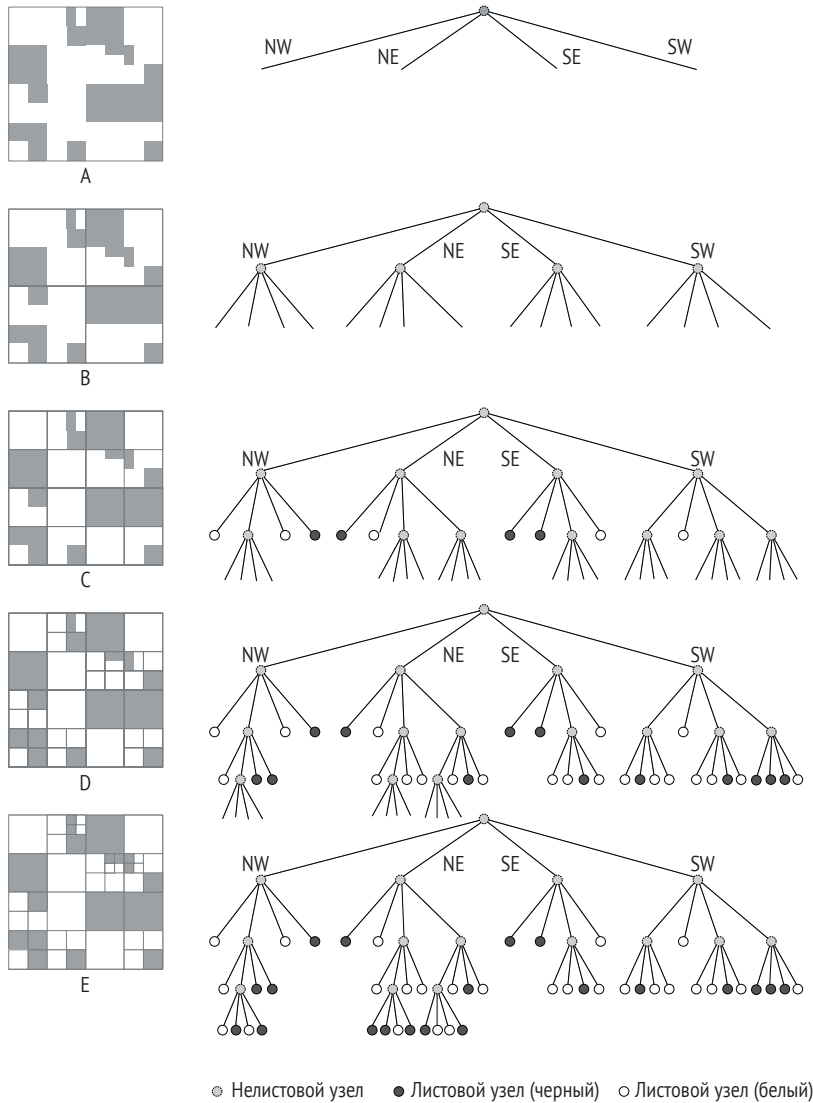 NW
NE
SE
SW
A
NW
NE
SE
SW
B
NW
NE
SE
SW
C
NW
NE
SE
SW
D
NW
NE
SE
SW
E
Нелистовой узел
Листовой узел (черный)
Листовой узел (белый)